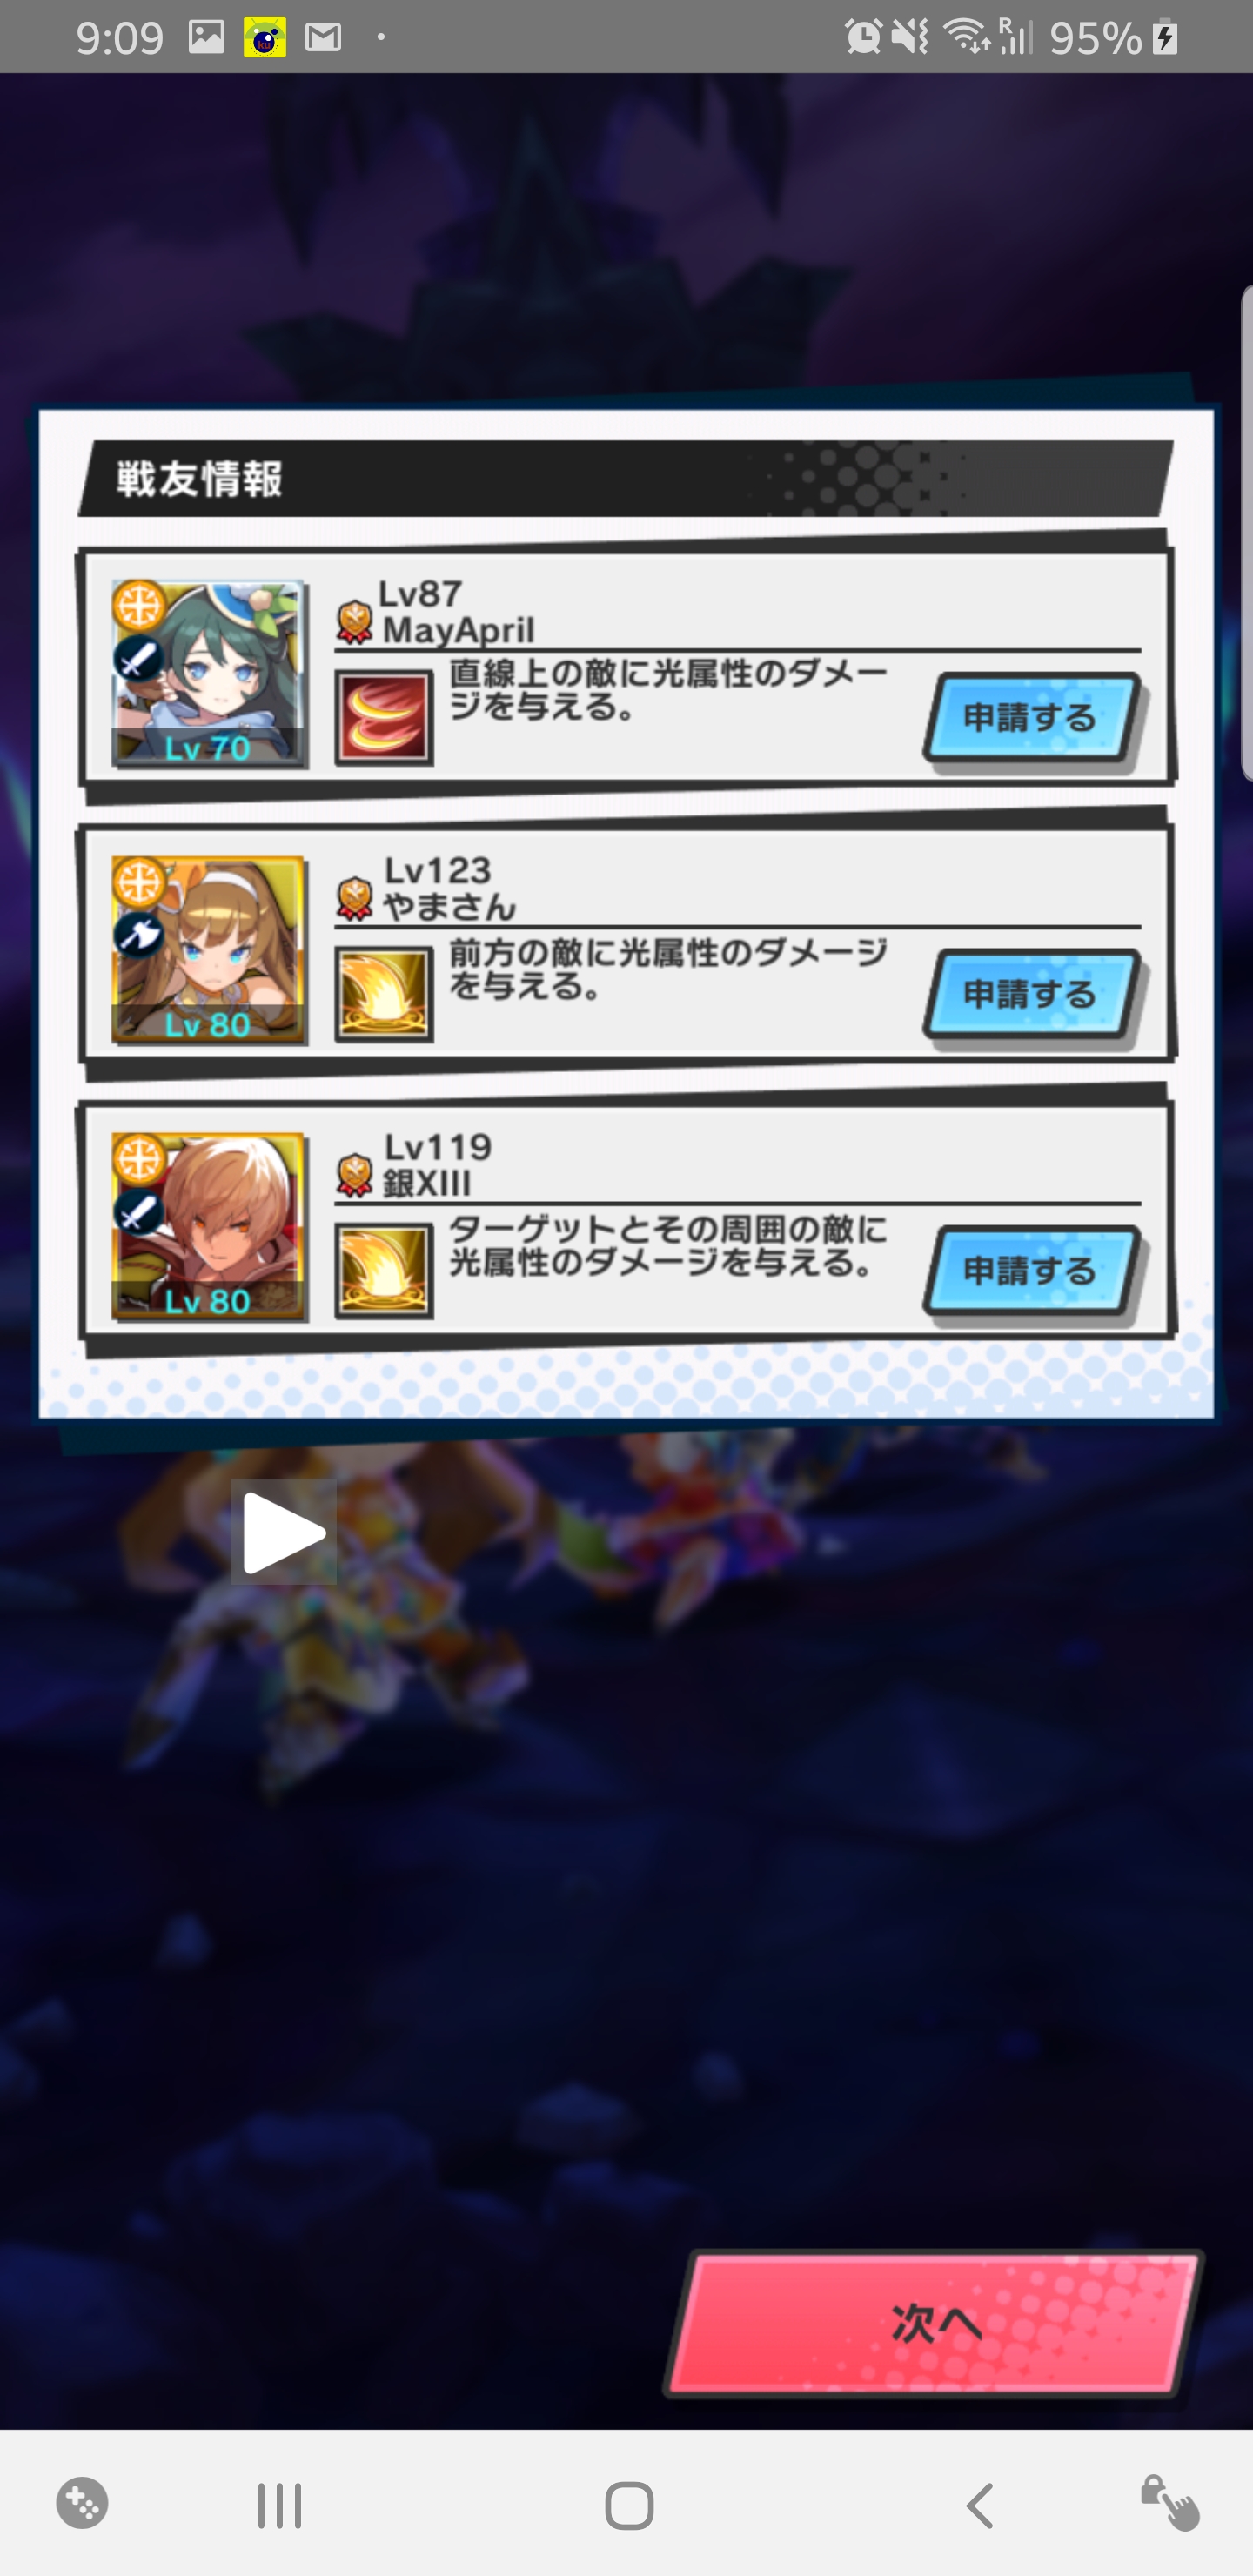 9:09
R
95%
戦友情報
Lv87
MayApril
直線上の敵に光属性のダメー
ジを与える。
申請する
Lv 70
Lv123
やまさん
前方の敵に光属性のダメージ
を与える。
申請する
Lv 80
Lv119
銀XIII
ターゲットとその周囲の敵に
光属性のダメージを与える。
申請する
Lv 80
次へ